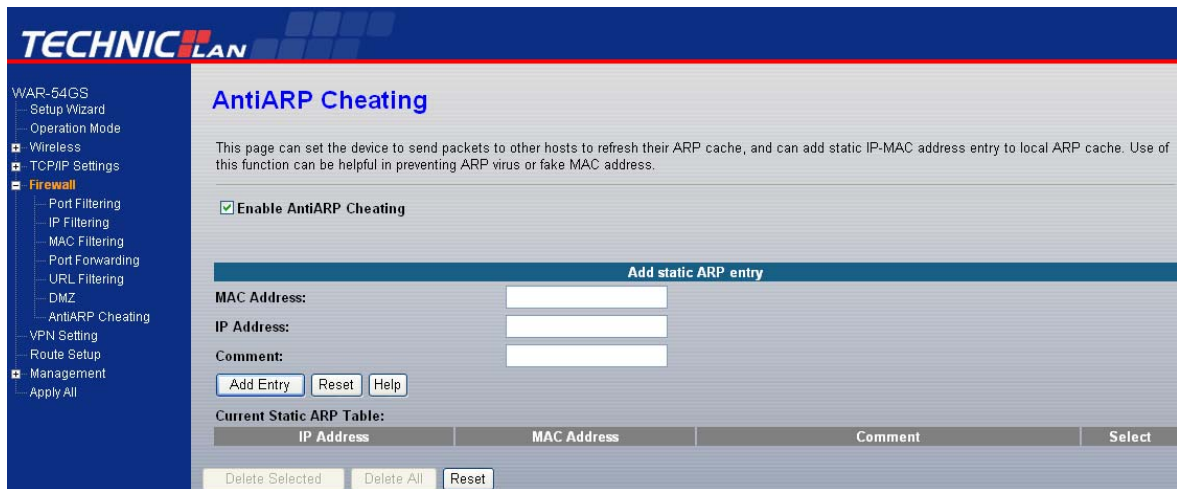 TECHNIC LAN
WAR-54GS
Setup Wizard
Operation Mode
Wireless
TCP/IP Settings
Firewall
Port Filtering
IP Filtering
MAC Filtering
Port Forwarding
URL Filtering
DMZ
AntiARP Cheating
VPN Setting
Route Setup
Management
Apply All
AntiARP Cheating
This page can set the device to send packets to other hosts to refresh their ARP cache, and can add static IP-MAC address entry to local ARP cache. Use of
this function can be helpful in preventing ARP virus or fake MAC address.
Enable AntiARP Cheating
Add static ARP entry
MAC Address:
IP Address:
Comment:
Add Entry Reset Help
Current Static ARP Table:
IP Address MAC Address Comment Select
Delete Selected Delete All Reset